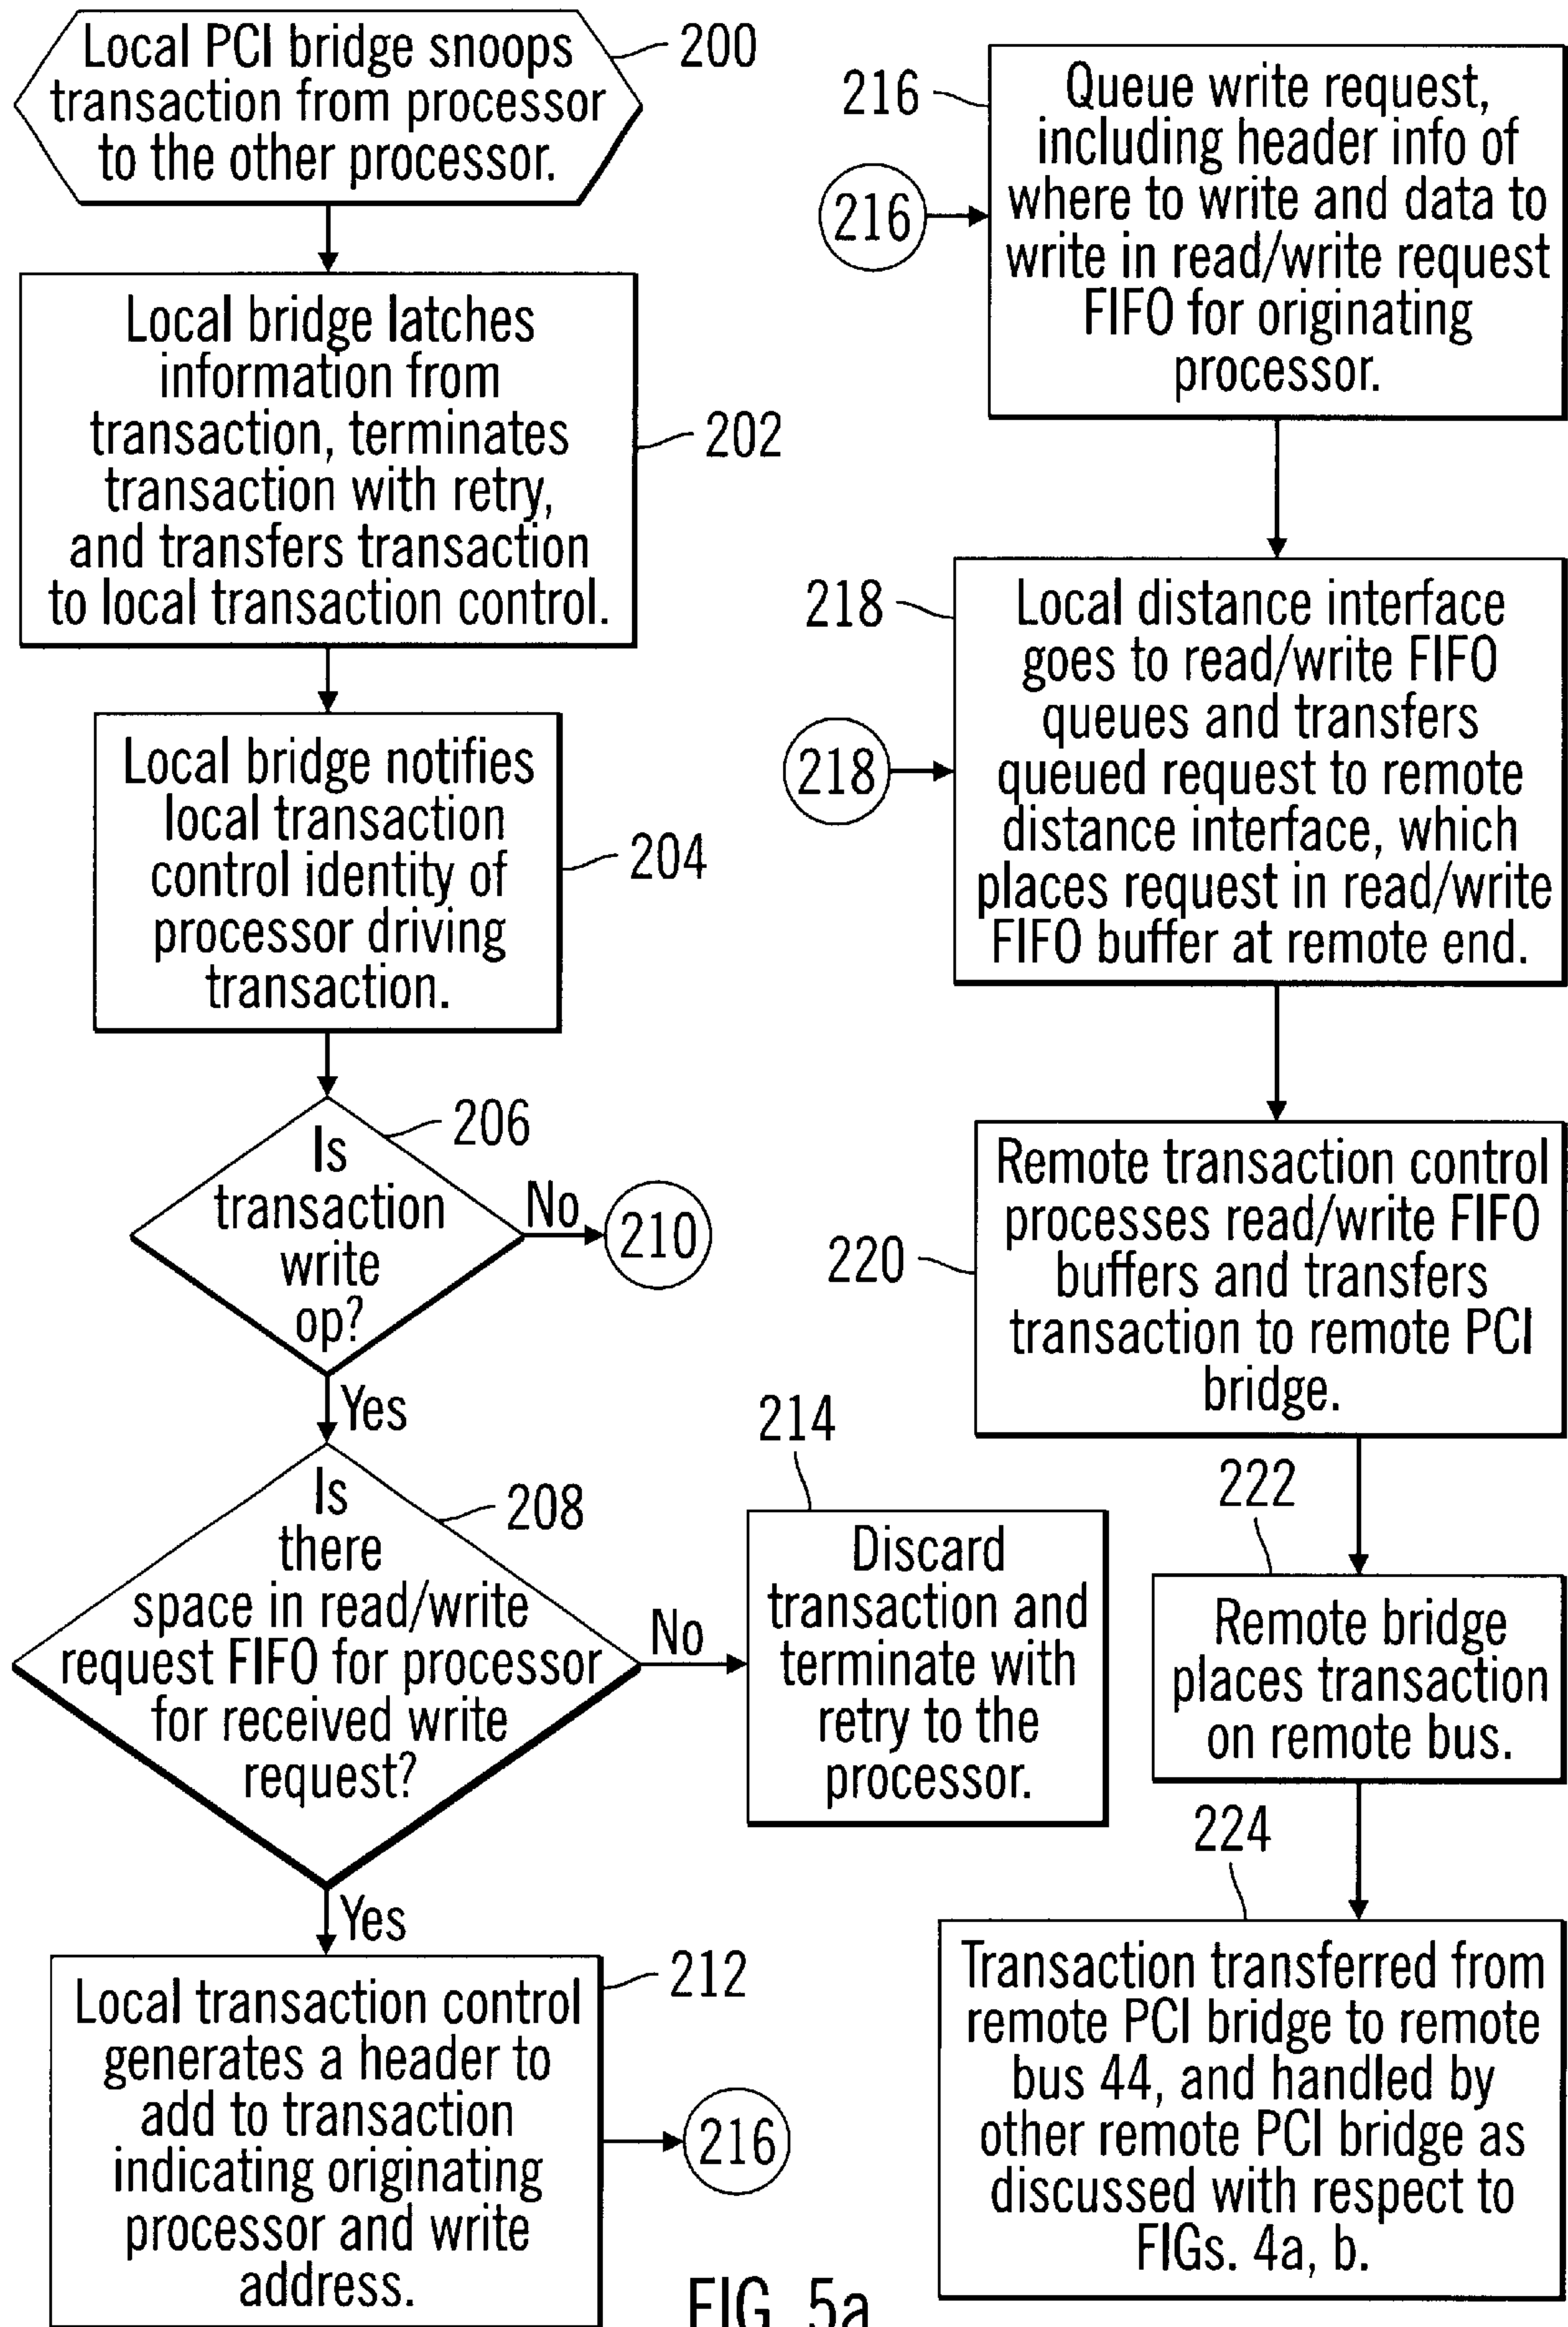 Local PCI bridge snoops
transaction from processor
to the other processor.
200
Local bridge latches
information from
transaction, terminates
transaction with retry,
and transfers transaction
to local transaction control.
202
Local bridge notifies
local transaction
control identity of
processor driving
transaction.
204
Is
transaction
write
op?
206
No
210
Yes
Is
there
space in read/write
request FIFO for processor
for received write
request?
208
No
214
Discard
transaction and
terminate with
retry to the
processor.
Yes
Local transaction control
generates a header to
add to transaction
indicating originating
processor and write
address.
212
216
216
216
Queue write request,
including header info of
where to write and data to
write in read/write request
FIFO for originating
processor.
218
218
Local distance interface
goes to read/write FIFO
queues and transfers
queued request to remote
distance interface, which
places request in read/write
FIFO buffer at remote end.
220
Remote transaction control
processes read/write FIFO
buffers and transfers
transaction to remote PCI
bridge.
222
Remote bridge
places transaction
on remote bus.
224
Transaction transferred from
remote PCI bridge to remote
bus 44, and handled by
other remote PCI bridge as
discussed with respect to
FIGs. 4a, b.
FIG. 5a